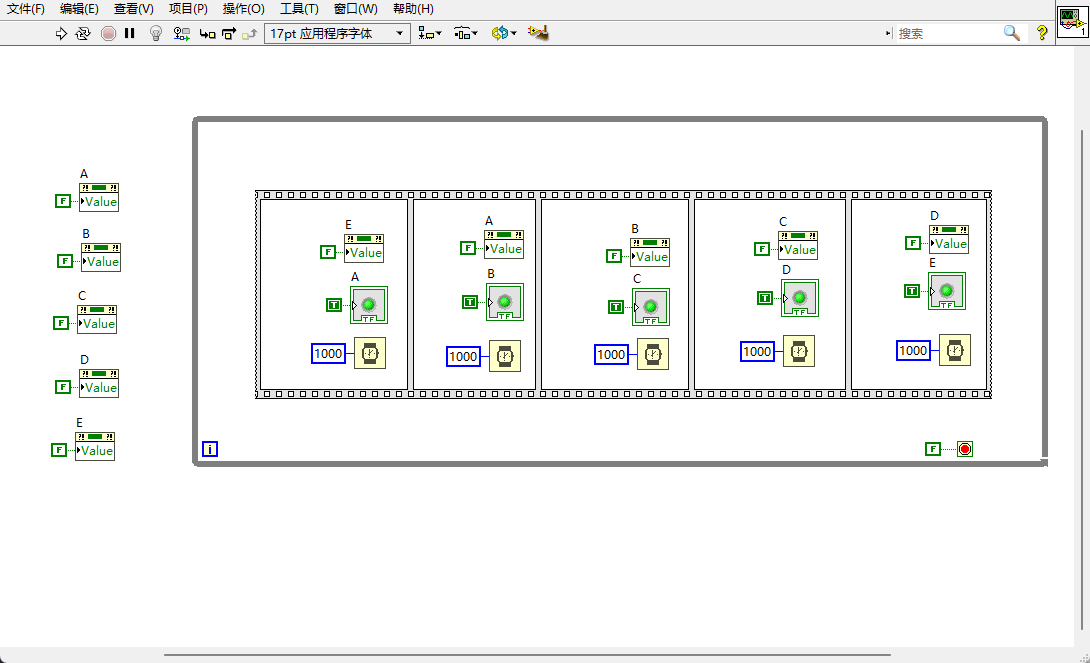 文件(F) 编辑(E) 查看(V) 项目(P) 操作(O) 工具(T) 窗口(W) 帮助(H)
17pt 应用程序字体
搜索
?
1
A
F Value
B
F Value
C
F Value
D
F Value
E
F Value
E
F Value
A
T
TF
1000
A
F Value
B
T
TF
1000
B
F Value
C
T
TF
1000
C
F Value
D
T
TF
1000
D
F Value
E
T
TF
1000
i
F